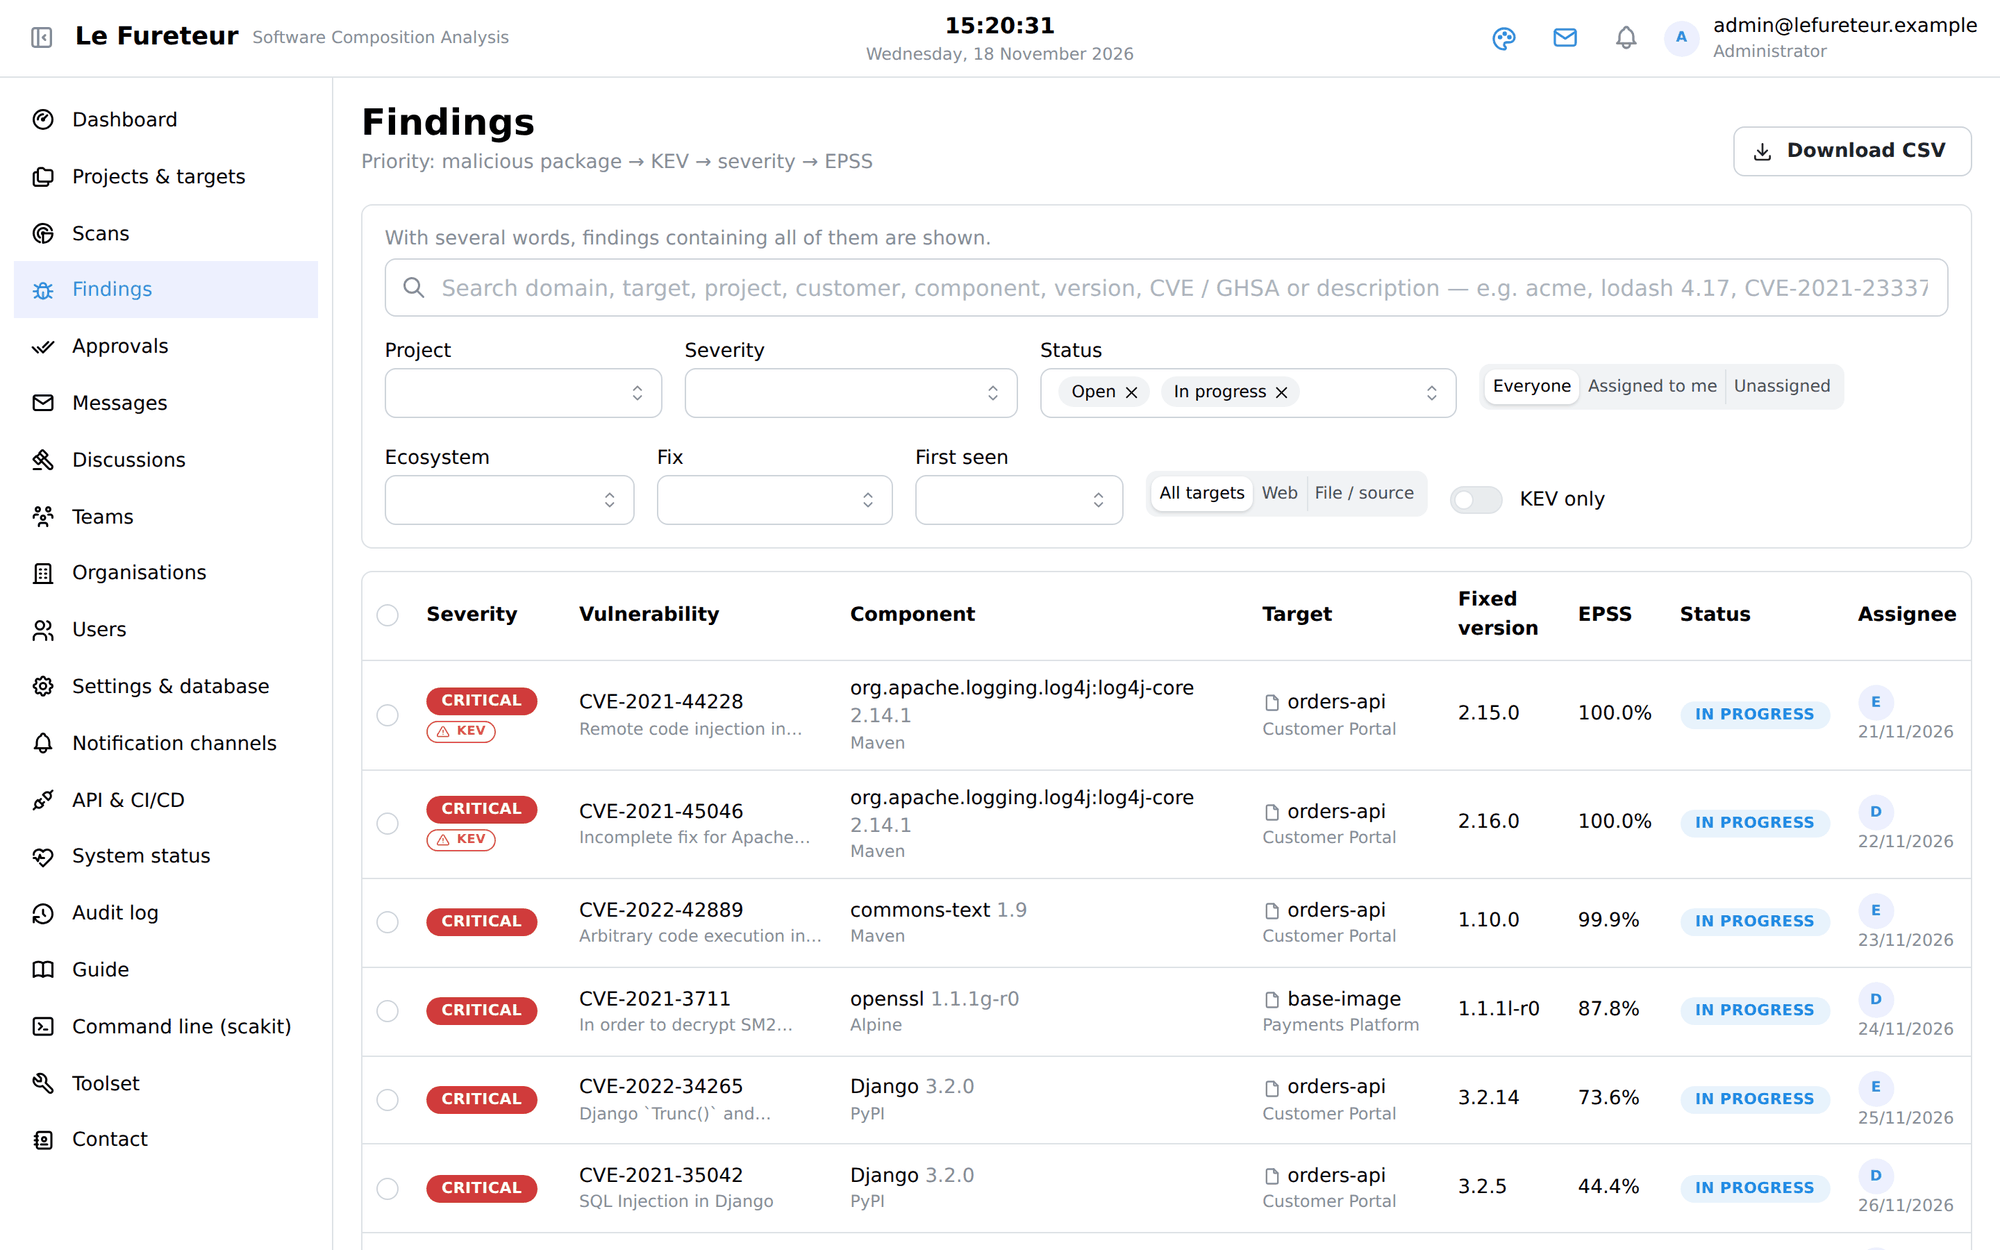 Le Fureteur Software Composition Analysis
15:20:31
Wednesday, 18 November 2026
A
admin@lefureteur.example
Administrator
Dashboard
Projects & targets
Scans
Findings
Approvals
Messages
Discussions
Teams
Organisations
Users
Settings & database
Notification channels
API & CI/CD
System status
Audit log
Guide
Command line (scakit)
Toolset
Contact
Findings
Priority: malicious package → KEV → severity → EPSS
Download CSV
With several words, findings containing all of them are shown.
Search domain, target, project, customer, component, version, CVE / GHSA or description — e.g. acme, lodash 4.17, CVE-2021-23337
Project Severity Status
Open In progress Everyone Assigned to me Unassigned
Ecosystem Fix First seen
All targets Web File / source KEV only
Severity Vulnerability Component Target Fixed version EPSS Status Assignee
CRITICAL KEV CVE-2021-44228 Remote code injection in... org.apache.logging.log4j:log4j-core 2.14.1 Maven orders-api Customer Portal 2.15.0 100.0% IN PROGRESS E 21/11/2026
CRITICAL KEV CVE-2021-45046 Incomplete fix for Apache... org.apache.logging.log4j:log4j-core 2.14.1 Maven orders-api Customer Portal 2.16.0 100.0% IN PROGRESS D 22/11/2026
CRITICAL CVE-2022-42889 Arbitrary code execution in... commons-text 1.9 Maven orders-api Customer Portal 1.10.0 99.9% IN PROGRESS E 23/11/2026
CRITICAL CVE-2021-3711 In order to decrypt SM2... openssl 1.1.1g-r0 Alpine base-image Payments Platform 1.1.1l-r0 87.8% IN PROGRESS D 24/11/2026
CRITICAL CVE-2022-34265 Django `Trunc()` and... Django 3.2.0 PyPI orders-api Customer Portal 3.2.14 73.6% IN PROGRESS E 25/11/2026
CRITICAL CVE-2021-35042 SQL Injection in Django Django 3.2.0 PyPI orders-api Customer Portal 3.2.5 44.4% IN PROGRESS D 26/11/2026